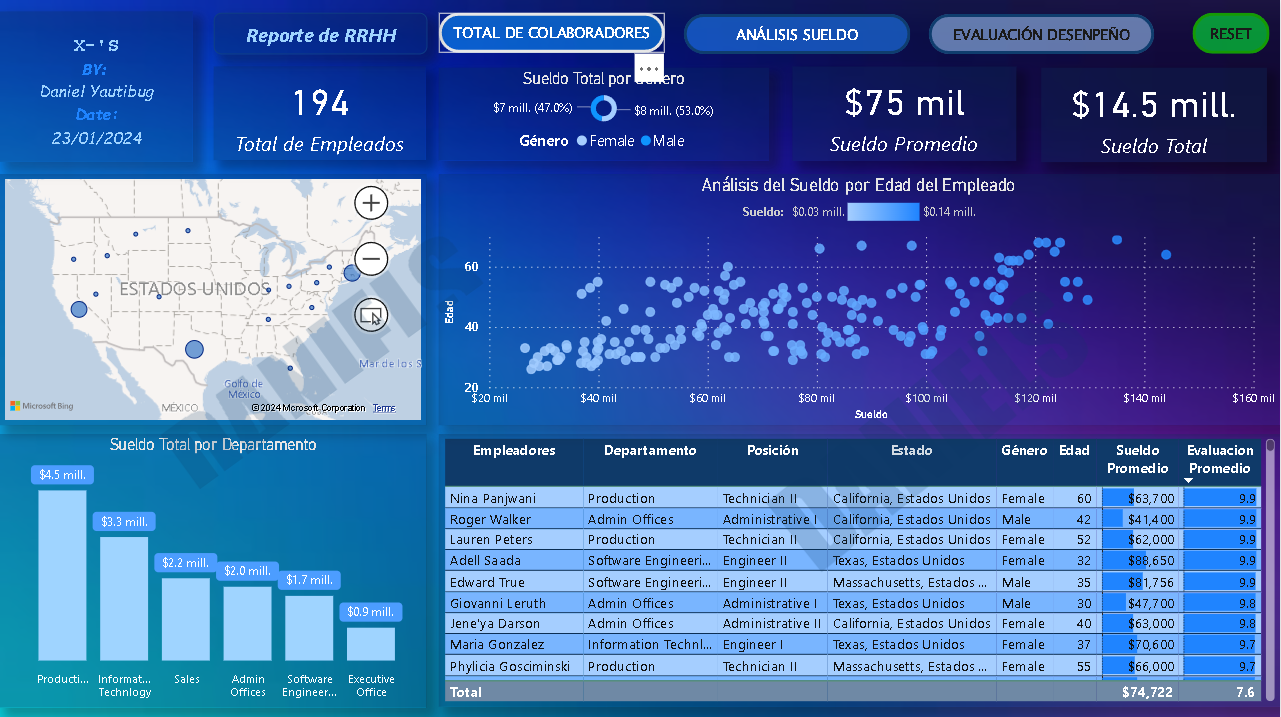 X-'S
BY:
Daniel Yautibug
Date:
23/01/2024
Reporte de RRHH
TOTAL DE COLABORADORES
ANÁLISIS SUELDO
EVALUACIÓN DESENPEÑO
RESET
194
Total de Empleados
Sueldo Total por Género
$7 mill. (47.0%)
$8 mill. (53.0%)
Género Female Male
$75 mil
Sueldo Promedio
$14.5 mill.
Sueldo Total
ESTADOS UNIDOS
Mar de los S
Golfo de
México
MÉXICO
Microsoft Bing
© 2024 Microsoft Corporation Terms
Análisis del Sueldo por Edad del Empleado
Sueldo: $0.03 mill. $0.14 mill.
60
40
20
Edad
$20 mil $40 mil $60 mil $80 mil $100 mil $120 mil $140 mil $160 mil
Sueldo
Sueldo Total por Departamento
$4.5 mill.
$3.3 mill.
$2.2 mill.
$2.0 mill.
$1.7 mill.
$0.9 mill.
Producti...
Informat...
Technlogy
Sales
Admin
Offices
Software
Engineer...
Executive
Office
Empleadores Departamento Posición Estado Género Edad Sueldo Promedio Evaluacion Promedio
Nina Panjwani Production Technician II California, Estados Unidos Female 60 $63,700 9.9
Roger Walker Admin Offices Administrative I California, Estados Unidos Male 42 $41,400 9.9
Lauren Peters Production Technician II California, Estados Unidos Female 52 $62,000 9.9
Adell Saada Software Engineeri... Engineer II Texas, Estados Unidos Female 32 $88,650 9.9
Edward True Software Engineeri... Engineer II Massachusetts, Estados ... Male 35 $81,756 9.9
Giovanni Leruth Admin Offices Administrative I Texas, Estados Unidos Male 30 $47,700 9.8
Jene'ya Darson Admin Offices Administrative II California, Estados Unidos Female 40 $63,000 9.8
Maria Gonzalez Information Techni... Engineer I Texas, Estados Unidos Female 37 $70,600 9.7
Phylicia Gosciminski Production Technician II Massachusetts, Estados ... Female 55 $66,000 9.7
Total $74,722 7.6